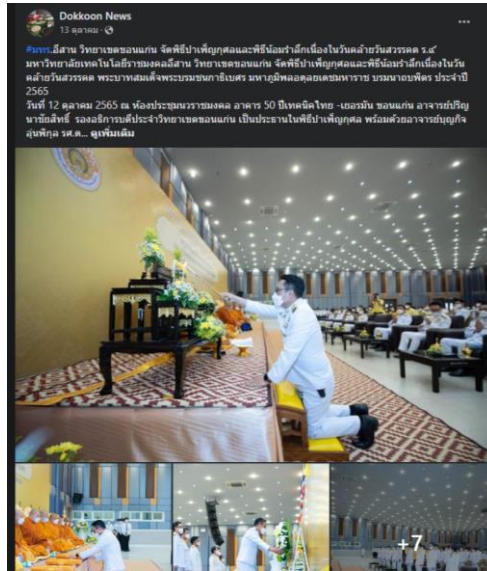 Dokkoon News
13 ตุลาคม ·
#มทร.อีสาน วิทยาเขตขอนแก่น จัดพิธีบำเพ็ญกุศลและพิธีน้อมรำลึกเนื่องในวันคล้ายวันสวรรคต ร.๙
มหาวิทยาลัยเทคโนโลยีราชมงคลอีสาน วิทยาเขตขอนแก่น จัดพิธีบำเพ็ญกุศลและพิธีน้อมรำลึกเนื่องในวัน
คล้ายวันสวรรคต พระบาทสมเด็จพระบรมชนกาธิเบศร มหาภูมิพลอดุลยเดชมหาราช บรมนาถบพิตร ประจำปี
2565
วันที่ 12 ตุลาคม 2565 ณ ห้องประชุมนวราชมงคล อาคาร 50 ปีเทคนิคไทย -เยอรมัน ขอนแก่น อาจารย์ปริญ
นาชัยสิทธิ์ รองอธิการบดีประจำวิทยาเขตขอนแก่น เป็นประธานในพิธีบำเพ็ญกุศล พร้อมด้วยอาจารย์บุญกิจ
อุ่นพิกุล รศ.ด... ดูเพิ่มเติม
+7